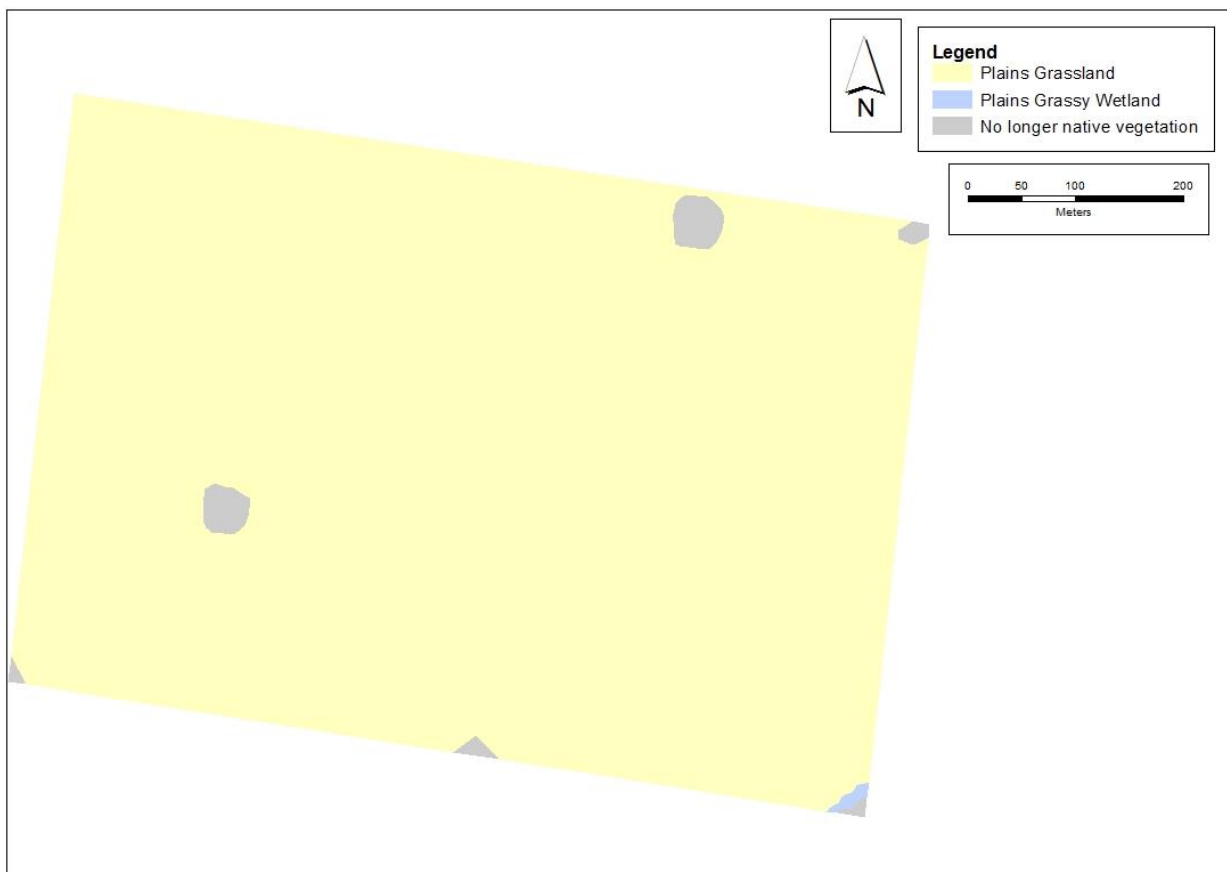 N
Legend
Plains Grassland
Plains Grassy Wetland
No longer native vegetation
0 50 100 200
Meters